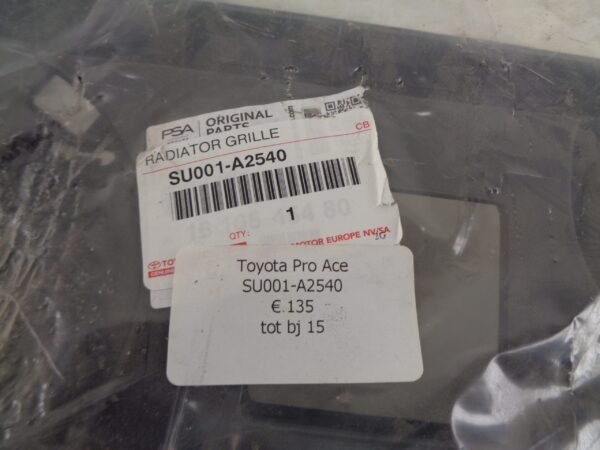 PSA
ORIGINAL
PARTS
RADIATOR GRILLE
CB
SU001-A2540
QTY:
1
MOTOR EUROPE NV/SA
Toyota Pro Ace
SU001-A2540
€.135
tot bj 15